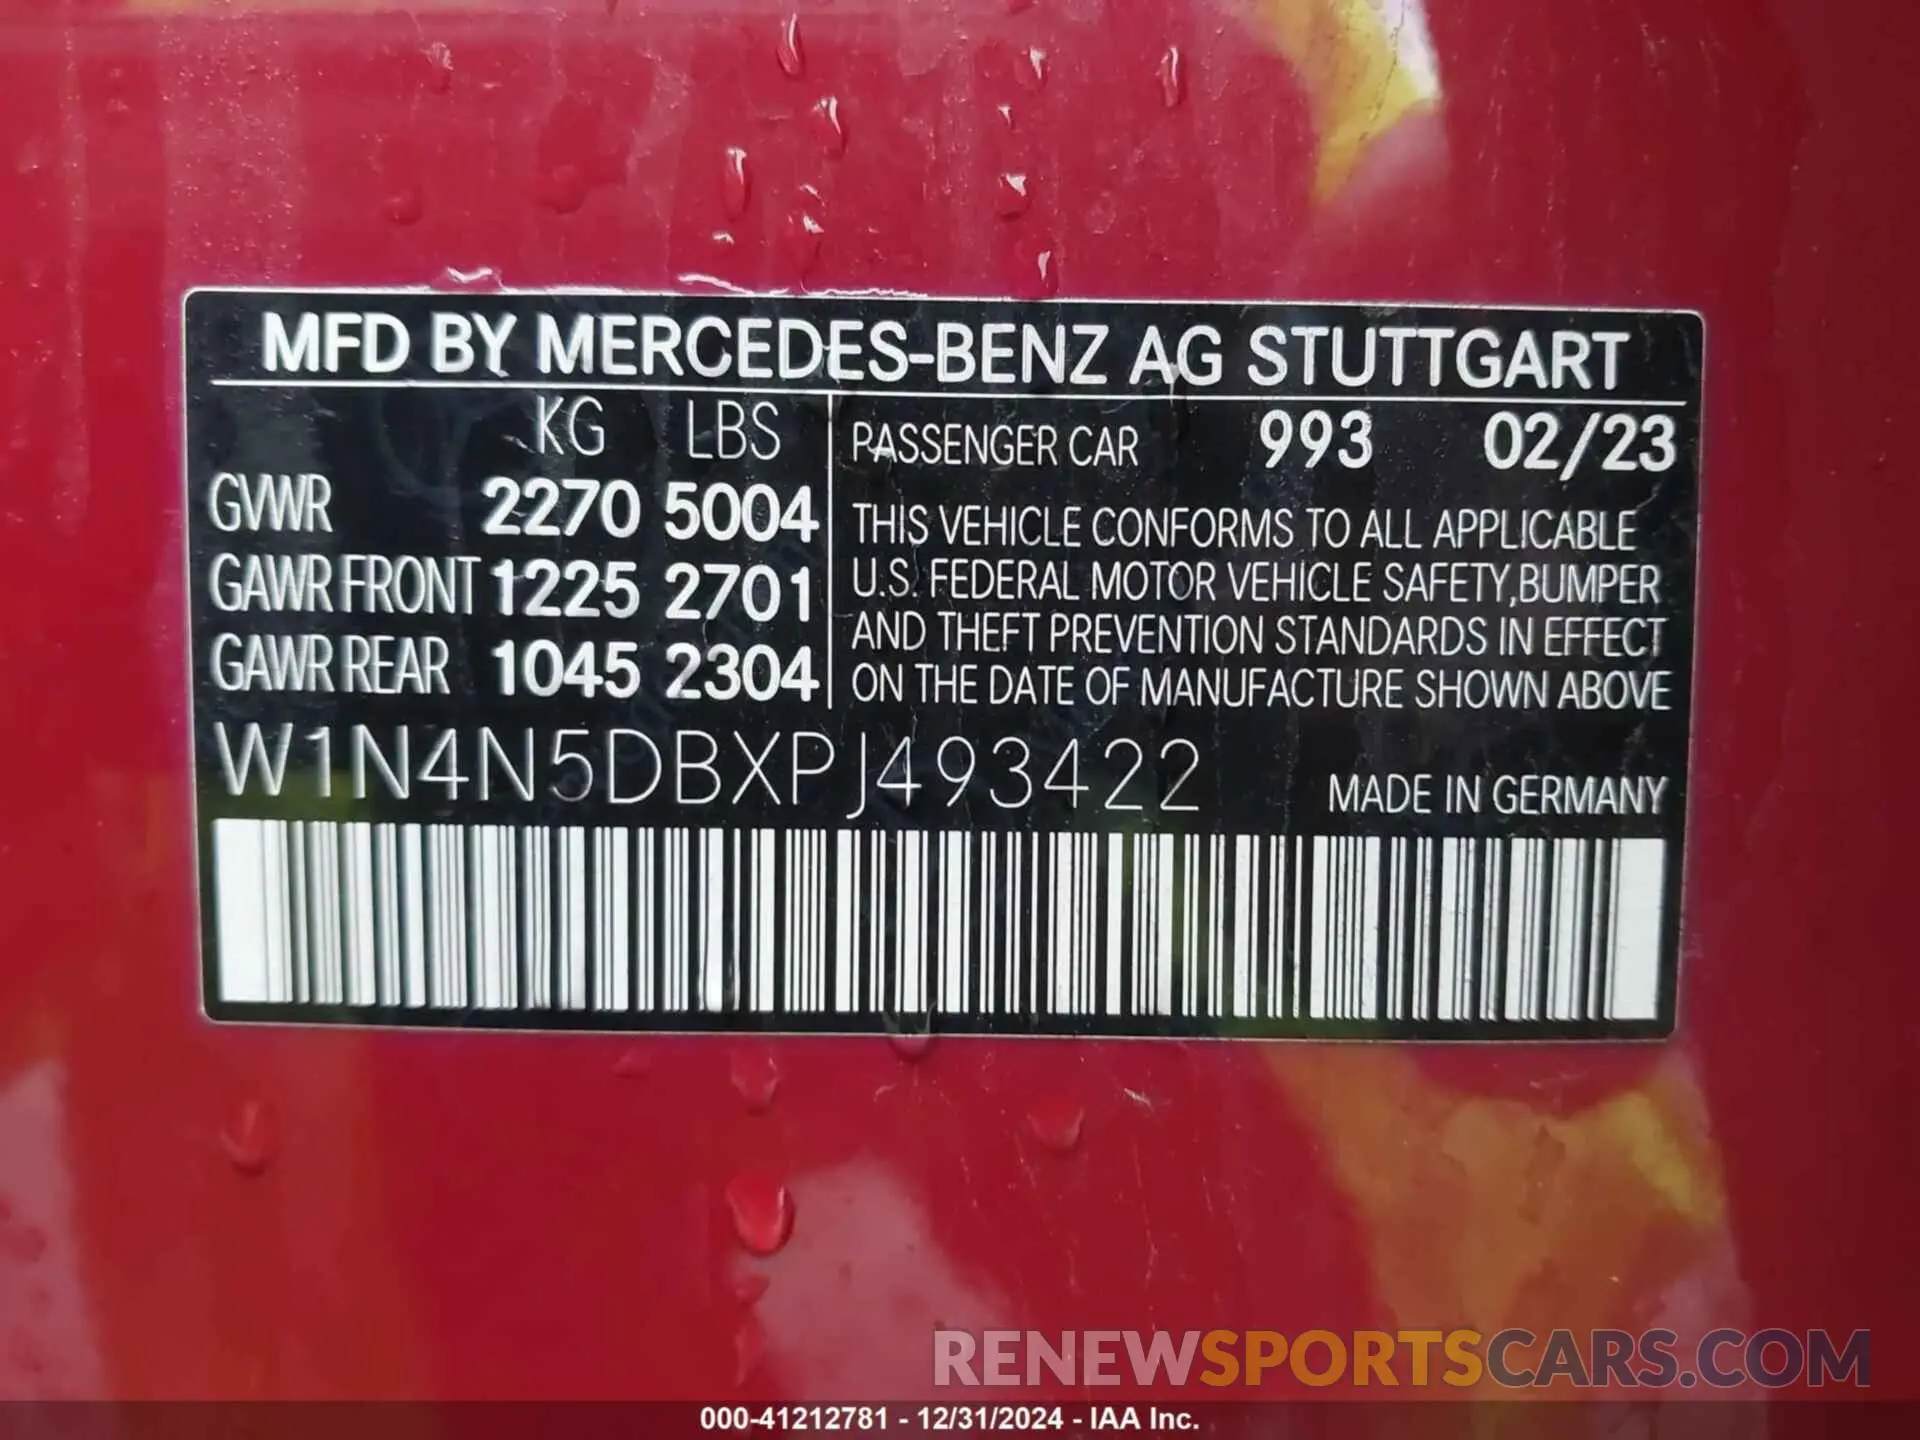 MFD BY MERCEDES-BENZ AG STUTTGART
KG LBS
GVWR 2270 5004
GAWR FRONT 1225 2701
GAWR REAR 1045 2304
PASSENGER CAR 993 02/23
THIS VEHICLE CONFORMS TO ALL APPLICABLE
U.S. FEDERAL MOTOR VEHICLE SAFETY,BUMPER
AND THEFT PREVENTION STANDARDS IN EFFECT
ON THE DATE OF MANUFACTURE SHOWN ABOVE
W1N4N5DBXPJ493422
MADE IN GERMANY
RENEWSPORTSCARS.COM
000-41212781 - 12/31/2024 - IAA Inc.